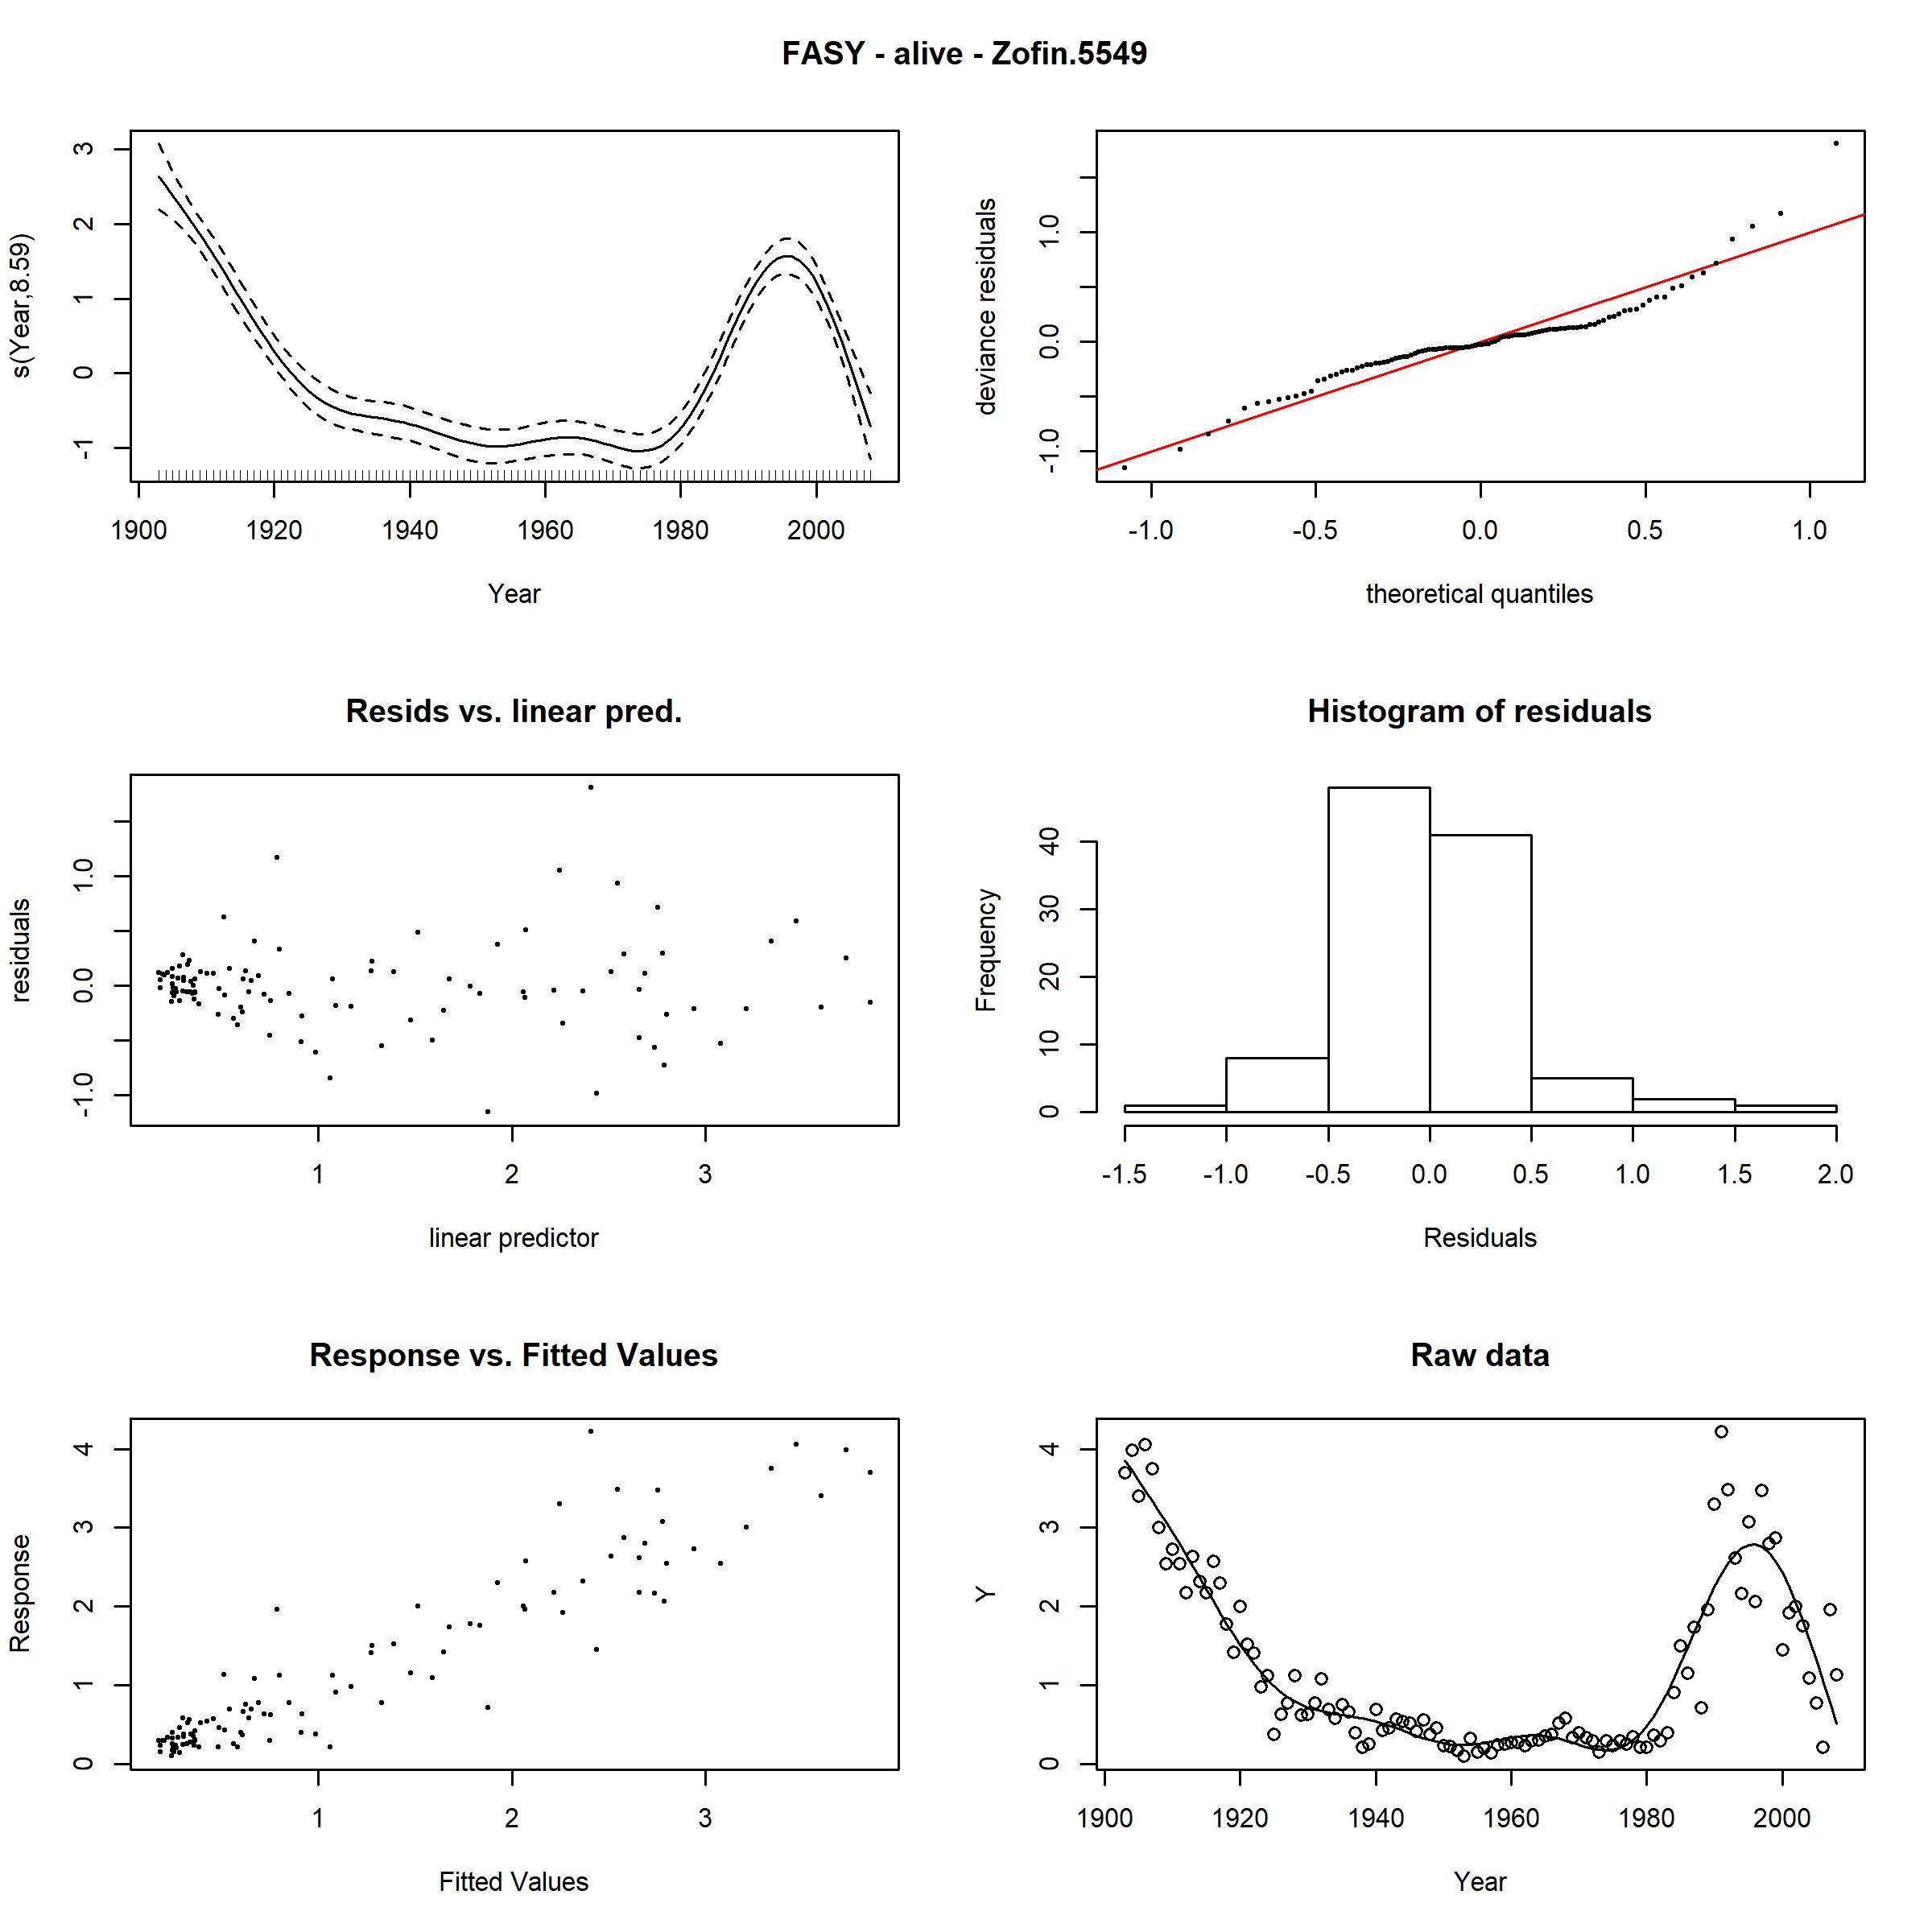 FASY - alive - Zofin.5549
s(Year,8.59)
3
2
1
0
-1
1900 1920 1940 1960 1980 2000
Year
deviance residuals
1.0
0.0
-1.0
-1.0 -0.5 0.0 0.5 1.0
theoretical quantiles
Resids vs. linear pred.
residuals
1.0
0.0
-1.0
1 2 3
linear predictor
Histogram of residuals
Frequency
40
30
20
10
0
-1.5 -1.0 -0.5 0.0 0.5 1.0 1.5 2.0
Residuals
Response vs. Fitted Values
Response
4
3
2
1
0
1 2 3
Fitted Values
Raw data
Y
4
3
2
1
0
1900 1920 1940 1960 1980 2000
Year